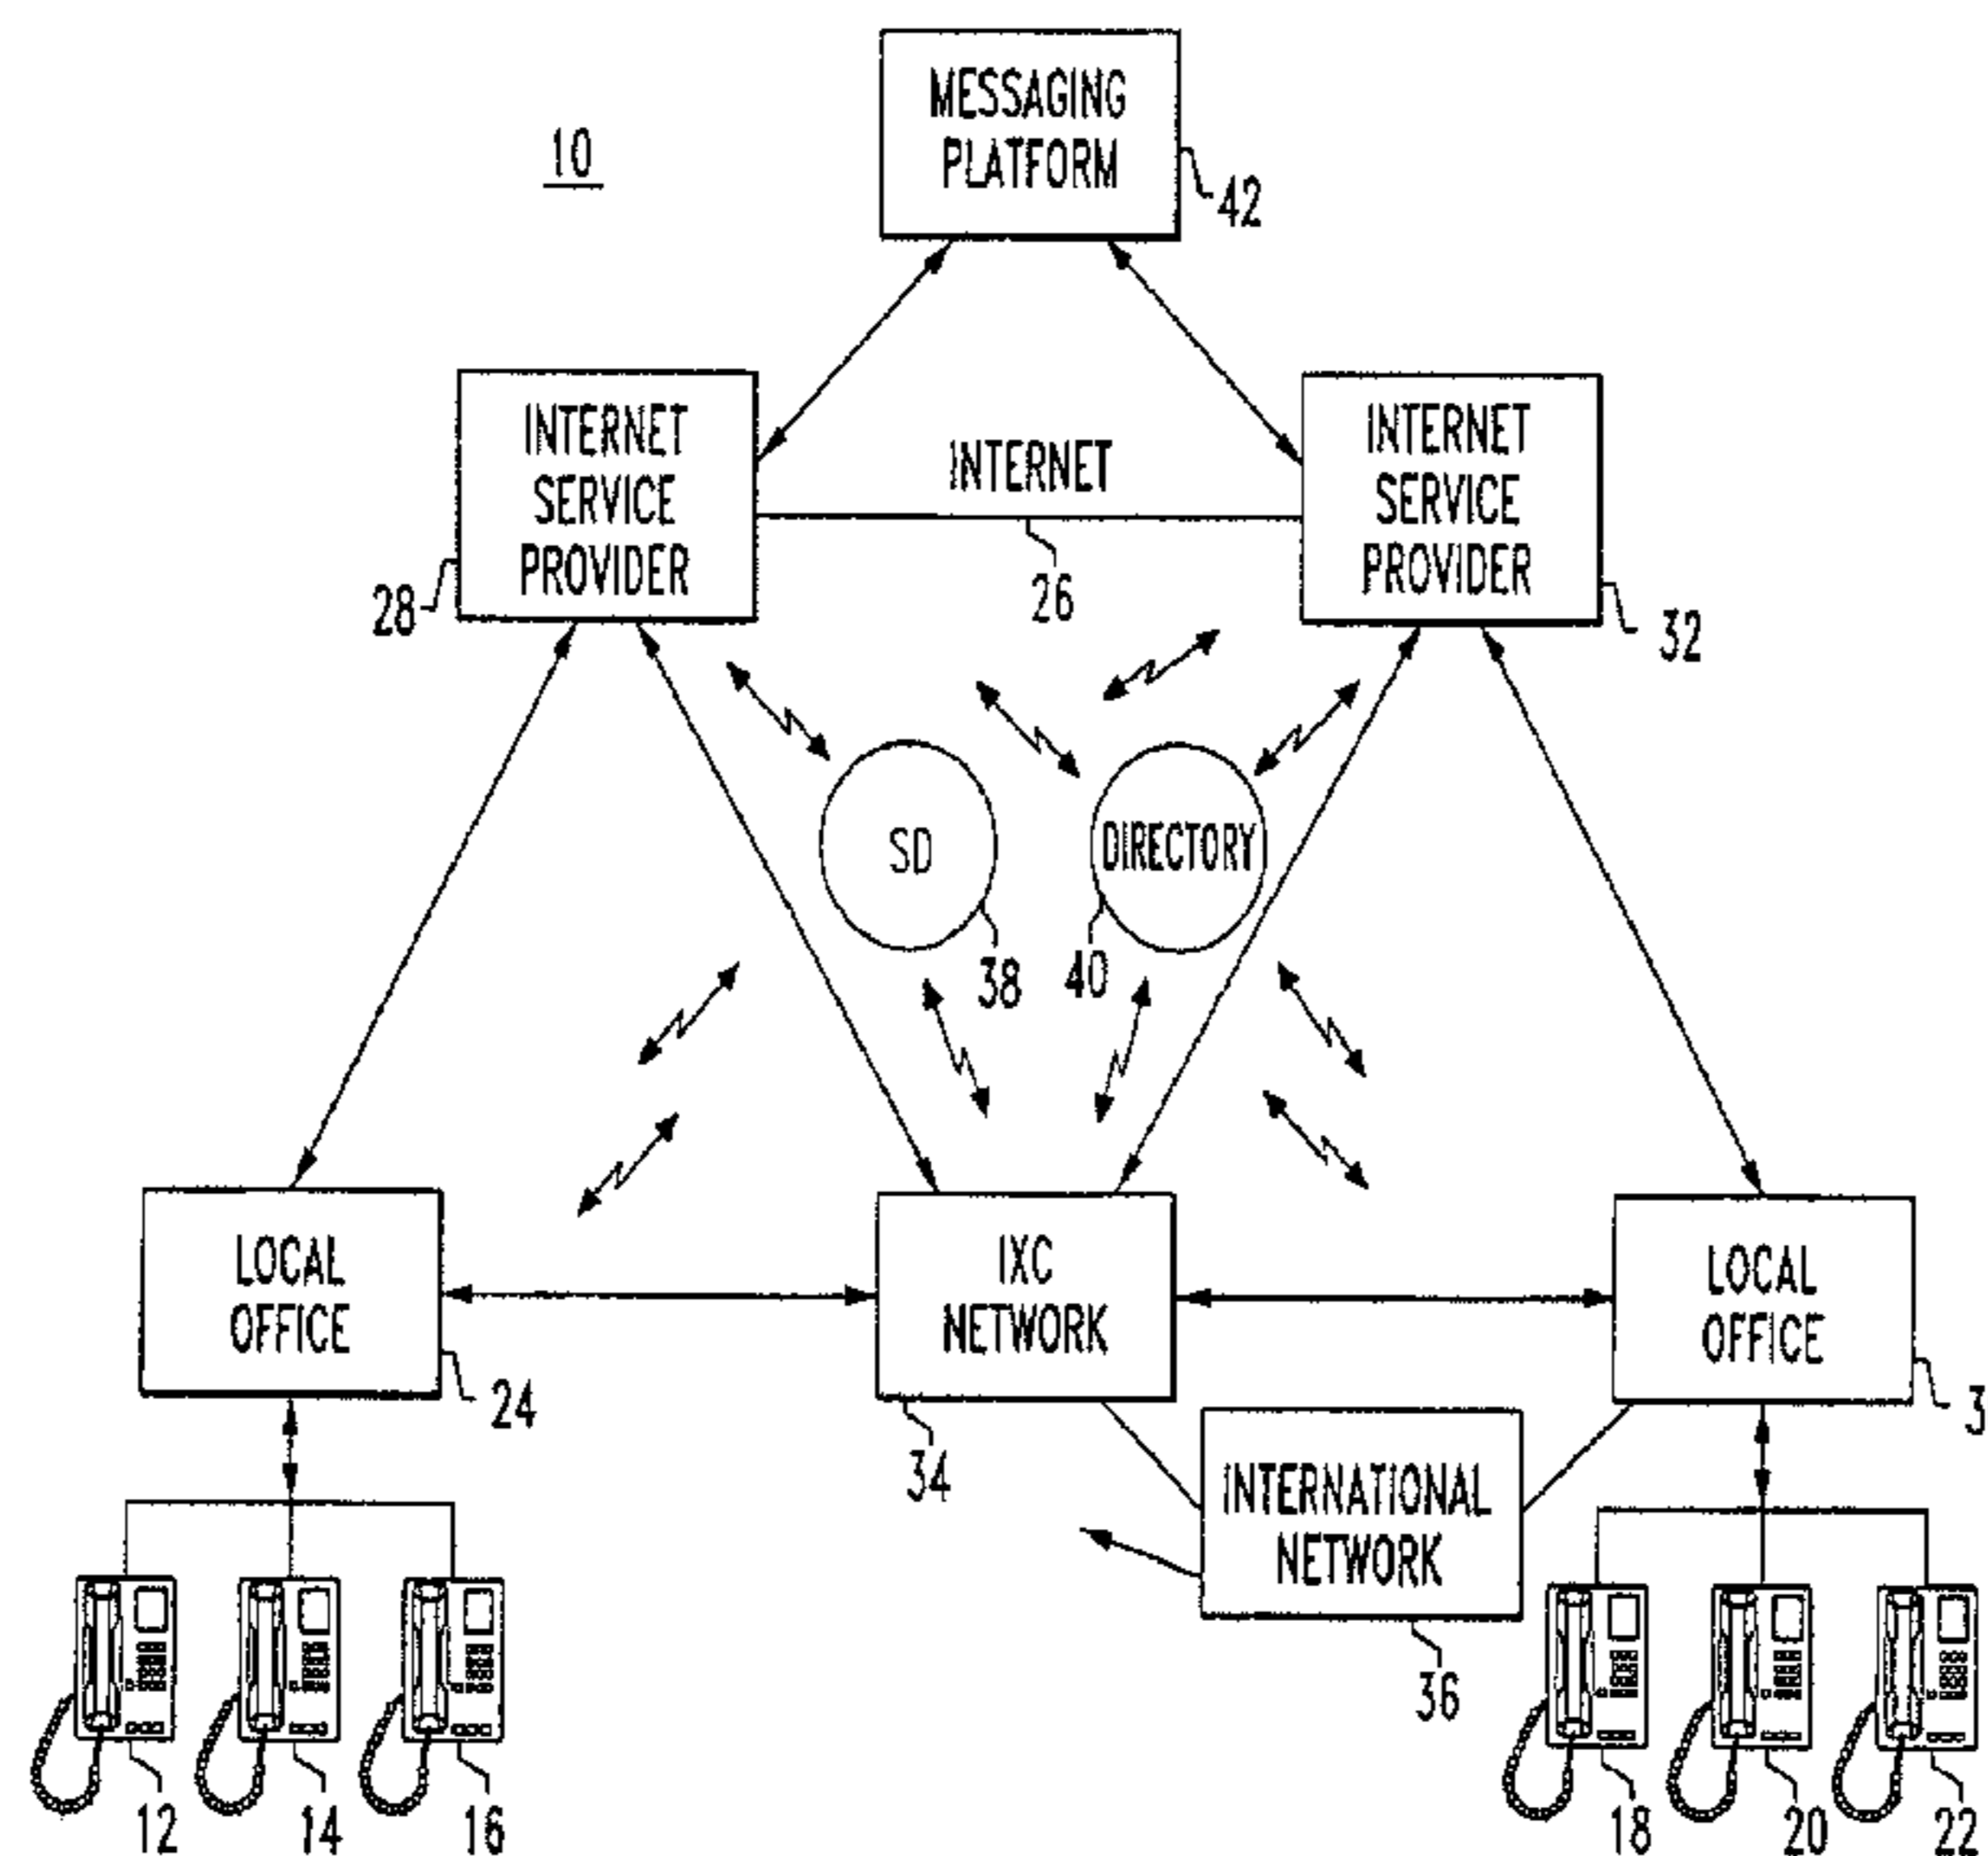 MESSAGING
PLATFORM
10
42
INTERNET
SERVICE
PROVIDER
28
INTERNET
26
INTERNET
SERVICE
PROVIDER
32
SD
38
DIRECTORY
40
LOCAL
OFFICE
24
IXC
NETWORK
34
LOCAL
OFFICE
3
INTERNATIONAL
NETWORK
36
12
14
16
18
20
22